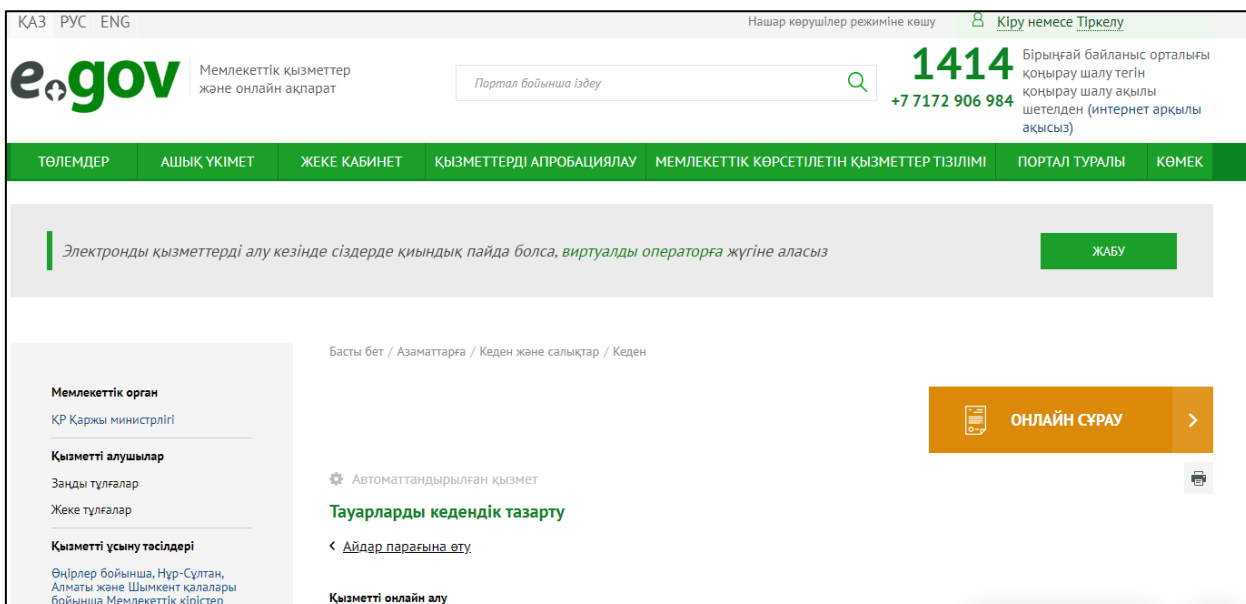 ҚАЗ РУС ENG
Нашар көрушілер режиміне көшу
Кіру немесе Тіркелу
e.gov
Мемлекеттік қызметтер
және онлайн ақпарат
Портал бойынша іздеу
1414
+7 7172 906 984
Бірыңғай байланыс орталығы
қоңырау шалу тегін
қоңырау шалу ақылы
шетелден (интернет арқылы
ақысыз)
ТӨЛЕМДЕР АШЫҚ ҮКІМЕТ ЖЕКЕ КАБИНЕТ ҚЫЗМЕТТЕРДІ АПРОБАЦИЯЛАУ МЕМЛЕКЕТТІК КӨРСЕТІЛЕТІН ҚЫЗМЕТТЕР ТІЗІЛІМІ ПОРТАЛ ТУРАЛЫ КӨМЕК
Электронды қызметтерді алу кезінде сіздерде қиындық пайда болса, виртуалды операторға жүгіне аласыз
ЖАБУ
Басты бет / Азаматтарға / Кеден және салықтар / Кеден
Мемлекеттік орган
ҚР Қаржы министрлігі
Қызметті алушылар
Заңды тұлғалар
Жеке тұлғалар
Қызметті ұсыну тәсілдері
Өңірлер бойынша, Нұр-Сұлтан,
Алматы және Шымкент қалалары
бойынша Мемлекеттік кірістер
ОНЛАЙН СҰРАУ
Автоматтандырылған қызмет
Тауарларды кедендік тазарту
Айдар парағына өту
Қызметті онлайн алу